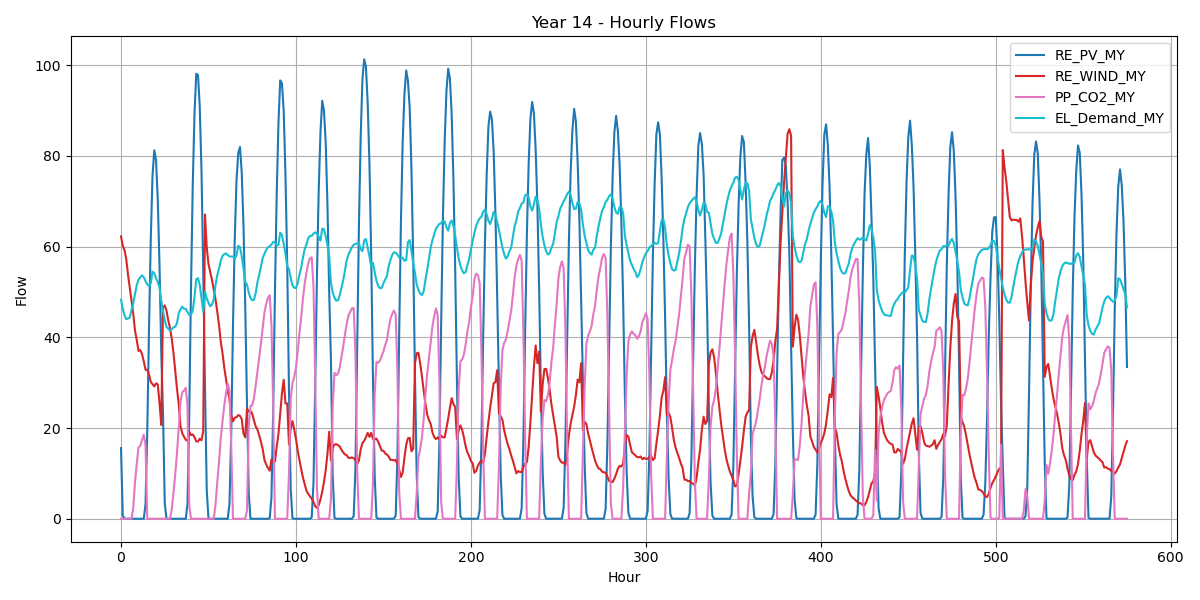 Year 14 - Hourly Flows
RE_PV_MY
RE_WIND_MY
PP_CO2_MY
EL_Demand_MY
Flow
100
80
60
40
20
0
0 100 200 300 400 500 600
Hour